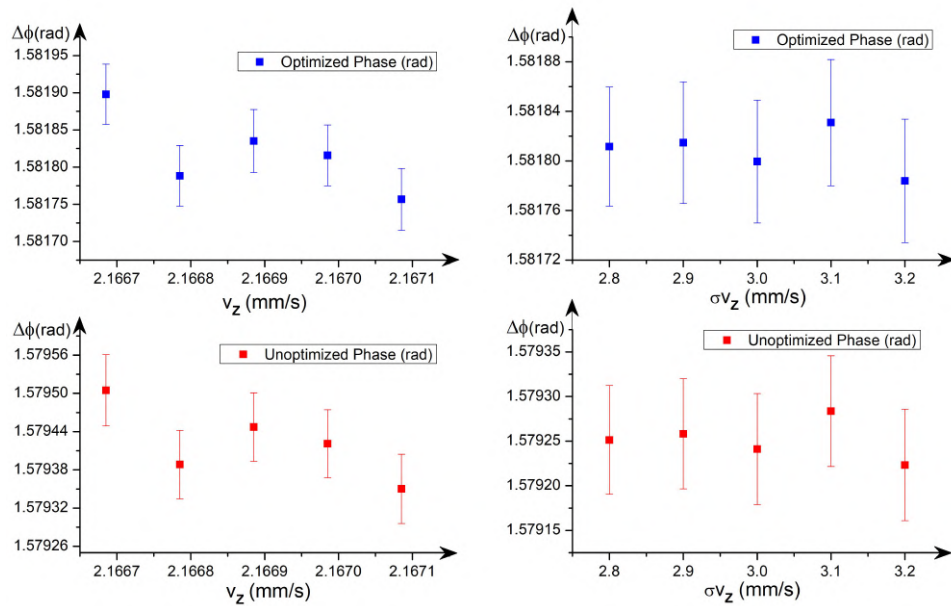 Δϕ(rad)
Optimized Phase (rad)
1.58195
1.58190
1.58185
1.58180
1.58175
1.58170
2.1667 2.1668 2.1669 2.1670 2.1671
vz (mm/s)
Δϕ(rad)
Optimized Phase (rad)
1.58188
1.58184
1.58180
1.58176
1.58172
2.8 2.9 3.0 3.1 3.2
σvz (mm/s)
Δϕ(rad)
Unoptimized Phase (rad)
1.57956
1.57950
1.57944
1.57938
1.57932
1.57926
2.1667 2.1668 2.1669 2.1670 2.1671
vz (mm/s)
Δϕ(rad)
Unoptimized Phase (rad)
1.57935
1.57930
1.57925
1.57920
1.57915
2.8 2.9 3.0 3.1 3.2
σvz (mm/s)